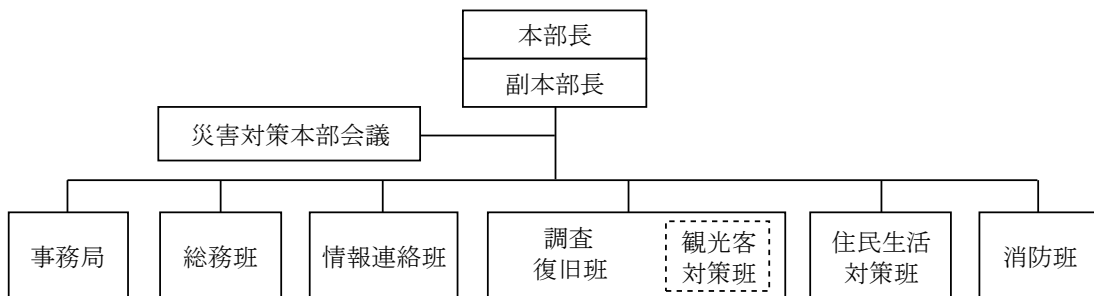 本部長
副本部長
災害対策本部会議
事務局
総務班
情報連絡班
調査
復旧班
観光客
対策班
住民生活
対策班
消防班